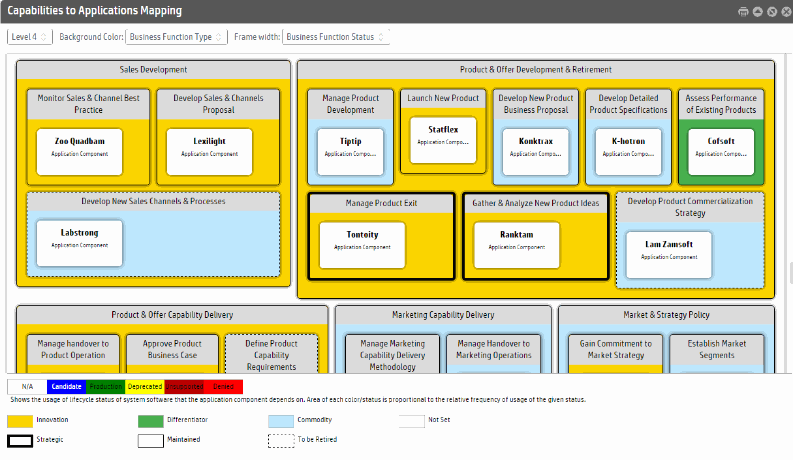 Capabilities to Applications Mapping
Level 4 Background Color: Business Function Type Frame width: Business Function Status
Sales Development
Monitor Sales & Channel Best
Practice
Zoo Quadbam
Application Component
Develop Sales & Channels
Proposal
Lexilight
Application Component
Develop New Sales Channels & Processes
Labstrong
Application Component
Product & Offer Development & Retirement
Manage Product
Development
Tiptip
Application Compo...
Launch New Product
Statflex
Application Compo...
Develop New Product
Business Proposal
Konktrax
Application Compo...
Develop Detailed
Product Specifications
K-hotron
Application Compo...
Assess Performance
of Existing Products
Cofsoft
Application Compo...
Manage Product Exit
Tontoity
Application Component
Gather & Analyze New Product Ideas
Ranktam
Application Component
Develop Product Commercialization
Strategy
Lam Zamsoft
Application Component
Product & Offer Capability Delivery
Manage handover to
Product Operation
Approve Product
Business Case
Define Product
Capability
Requirements
Marketing Capability Delivery
Manage Marketing
Capability Delivery
Methodology
Manage Handover to
Marketing Operations
Market & Strategy Policy
Gain Commitment to
Market Strategy
Establish Market
Segments
N/A Candidate Production Deprecated Unsupported Denied
Shows the usage of lifecycle status of system software that the application component depends on. Area of each color/status is proportional to the relative frequency of usage of the given status.
Innovation Differentiator Commodity Not Set
Strategic Maintained To be Retired